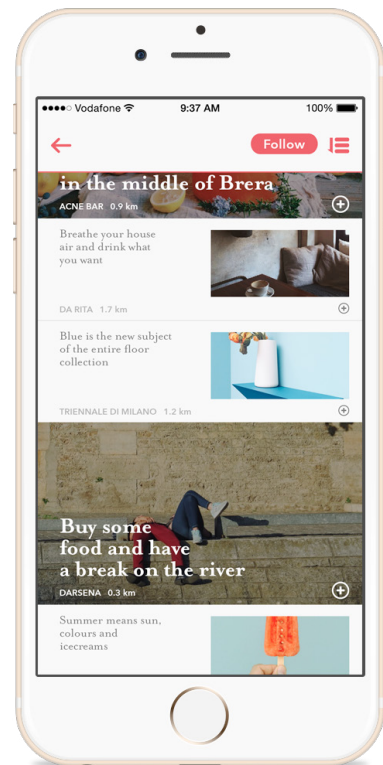 Vodafone 9:37 AM 100%
Follow
in the middle of Brera
ACNE BAR 0.9 km
Breathe your house
air and drink what
you want
DA RITA 1.7 km
Blue is the new subject
of the entire floor
collection
TRIENNALE DI MILANO 1.2 km
Buy some
food and have
a break on the river
DARSENA 0.3 km
Summer means sun,
colours and
icecreams